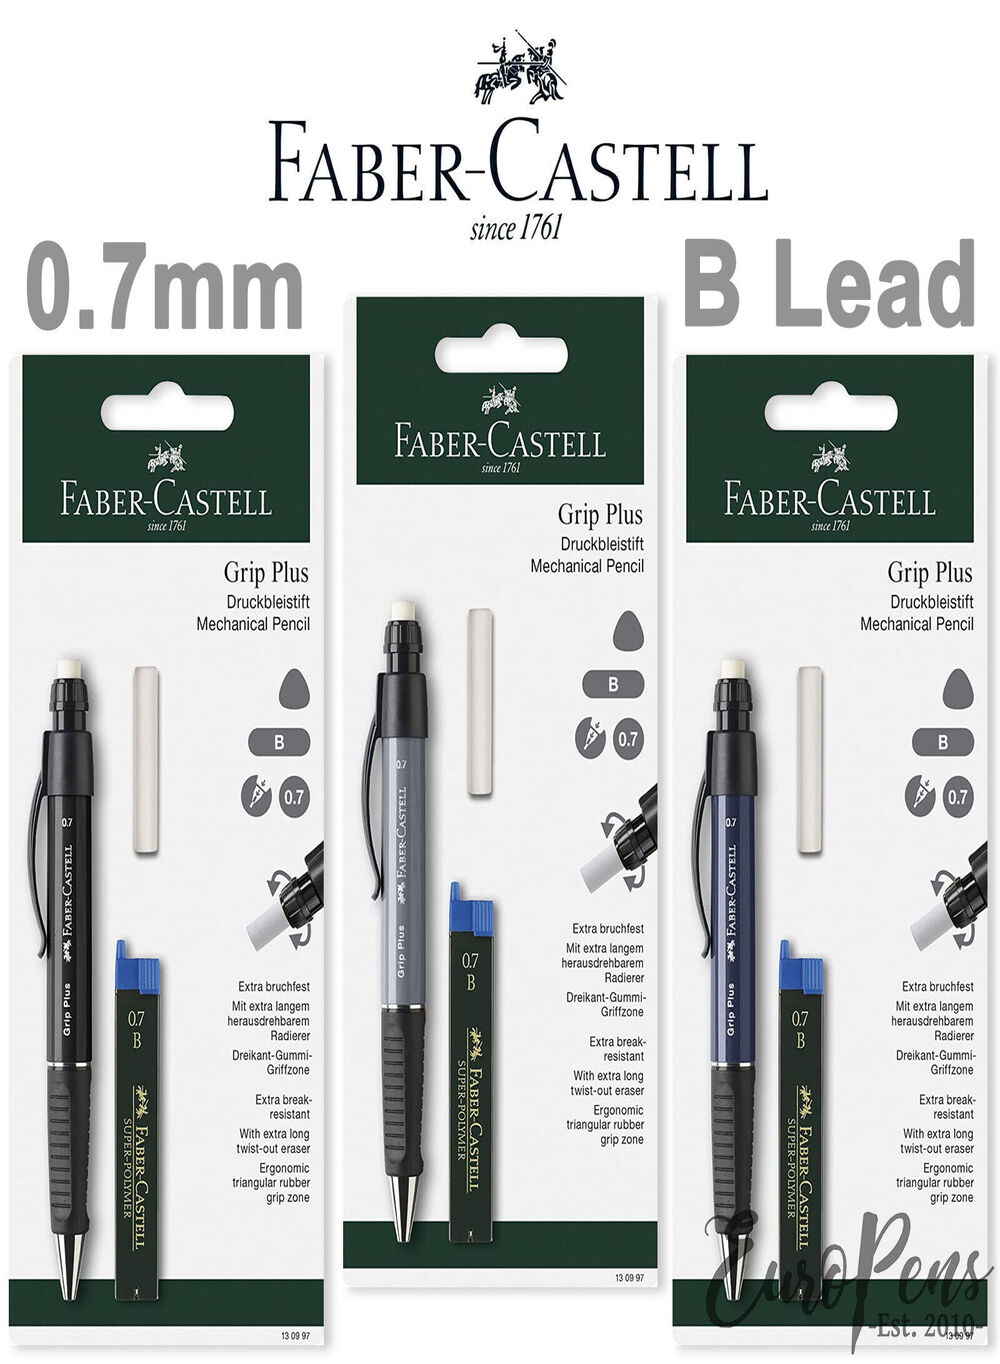 FABER-CASTELL
since 1761
0.7mm
B Lead
FABER-CASTELL
since 1761
Grip Plus
Druckbleistift
Mechanical Pencil
B
0.7
0.7
FABER-CASTELL
Grip Plus
0.7
B
FABER-CASTELL
SUPER-POLYMER
Extra bruchfest
Mit extra langem
herausdrehbarem
Radierer
Dreikant-Gummi-
Griffzone
Extra break-
resistant
With extra long
twist-out eraser
Ergonomic
triangular rubber
grip zone
13 09 97
FABER-CASTELL
since 1761
Grip Plus
Druckbleistift
Mechanical Pencil
B
0.7
0.7
FABER-CASTELL
Grip Plus
0.7
B
FABER-CASTELL
SUPER-POLYMER
Extra bruchfest
Mit extra langem
herausdrehbarem
Radierer
Dreikant-Gummi-
Griffzone
Extra break-
resistant
With extra long
twist-out eraser
Ergonomic
triangular rubber
grip zone
13 09 97
FABER-CASTELL
since 1761
Grip Plus
Druckbleistift
Mechanical Pencil
B
0.7
0.7
FABER-CASTELL
Grip Plus
0.7
B
FABER-CASTELL
SUPER-POLYMER
Extra bruchfest
Mit extra langem
herausdrehbarem
Radierer
Dreikant-Gummi-
Griffzone
Extra break-
resistant
With extra long
twist-out eraser
Ergonomic
triangular rubber
grip zone
13 09 97
EuroPens
-Est. 2010-